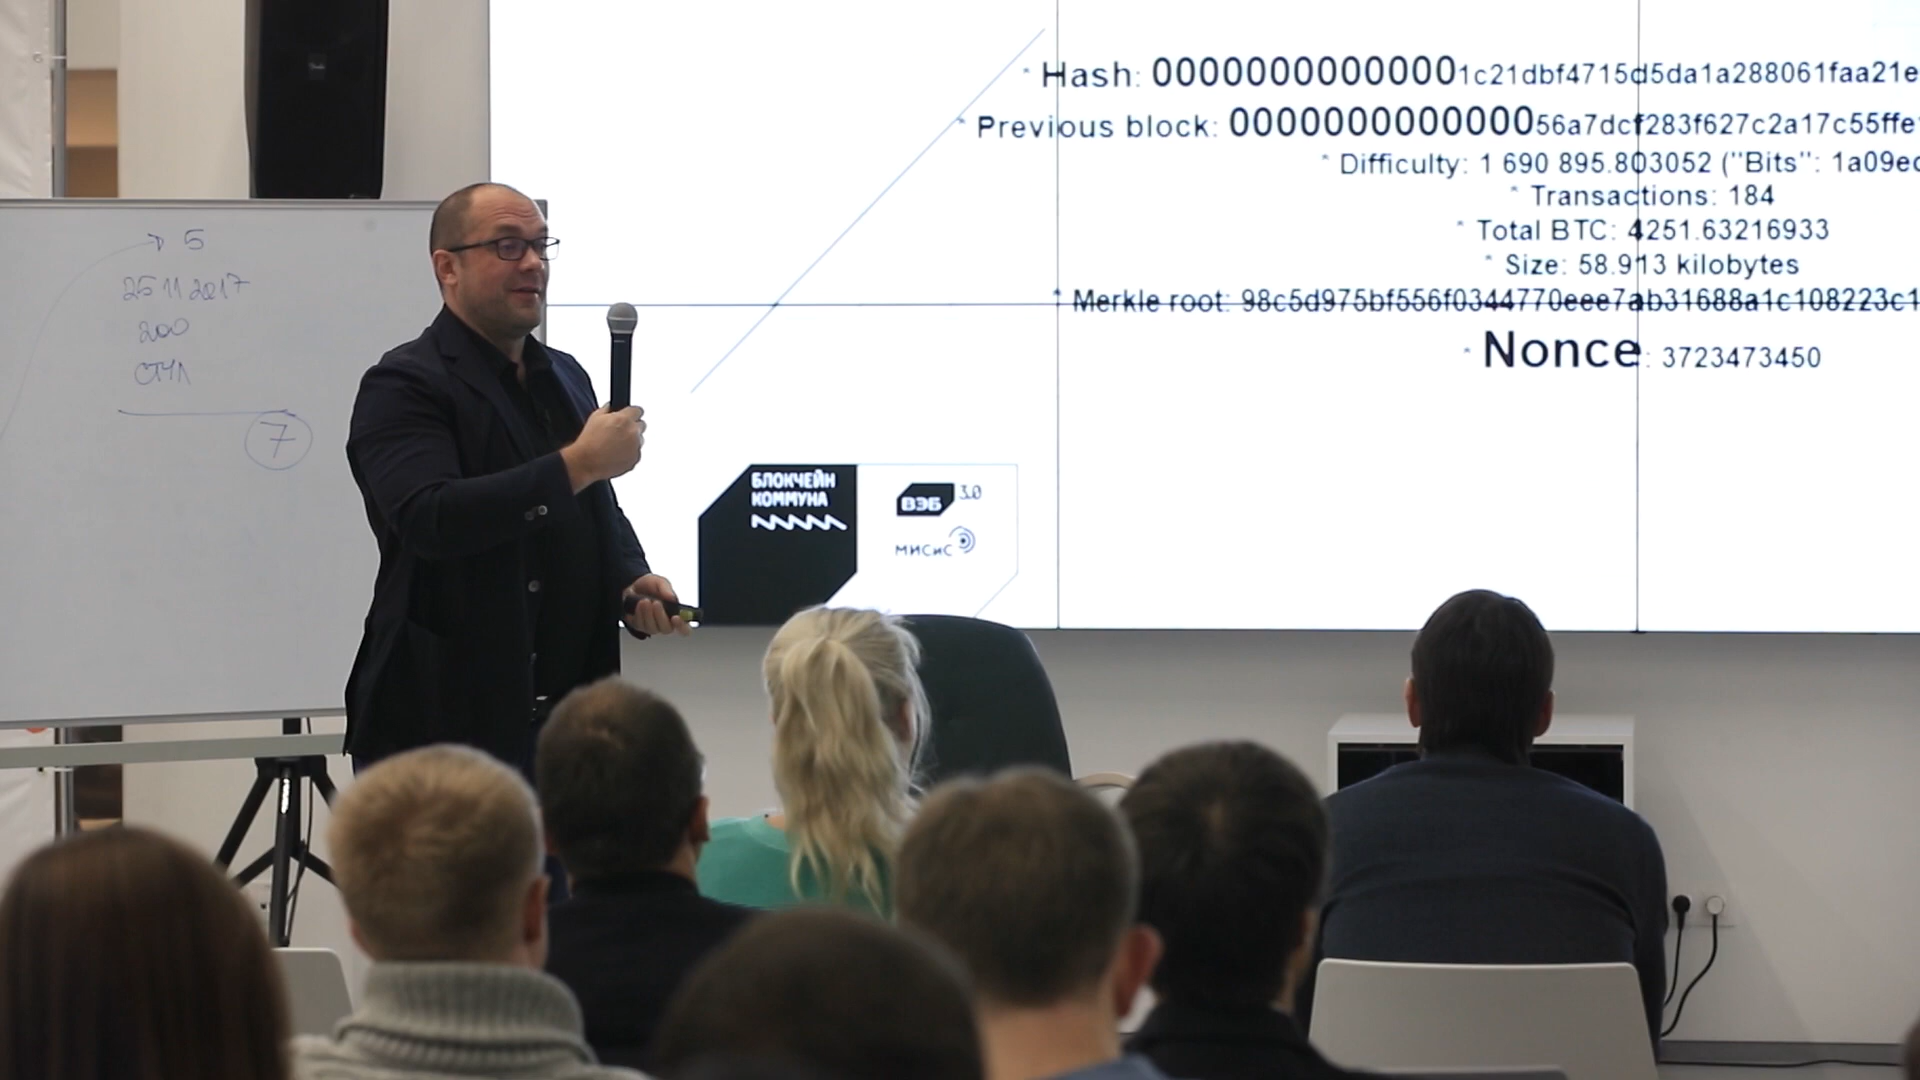 5
25 11 2017
200
СТУЛ
7
* Hash: 00000000000001c21dbf4715d5da1a288061faa21e
* Previous block: 000000000000056a7dcf283f627c2a17c55ffe
* Difficulty: 1 690 895.803052 ("Bits": 1a09ec
* Transactions: 184
* Total BTC: 4251.63216933
* Size: 58.913 kilobytes
* Merkle root: 98c5d975bf556f0344770eee7ab31688a1c108223c1
* Nonce: 3723473450
БЛОКЧЕЙН
КОММУНА
ВЭБ 3.0
МИСиС